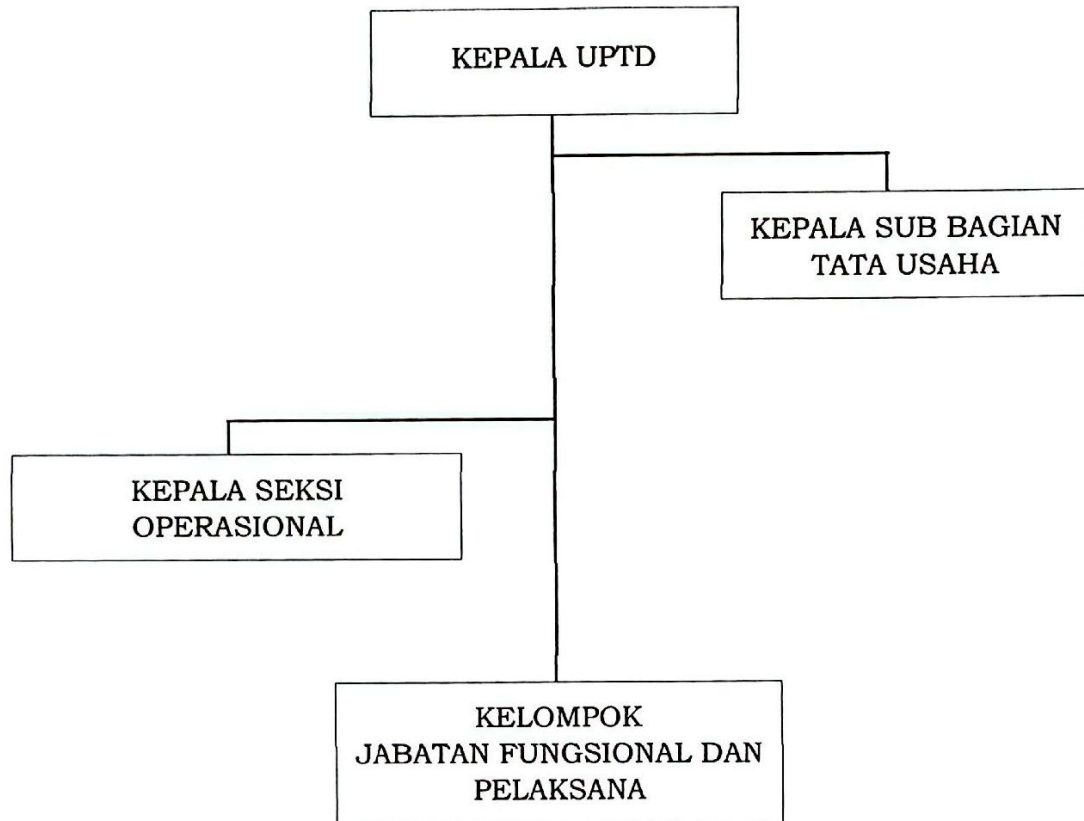 KEPALA UPTD
KEPALA SUB BAGIAN
TATA USAHA
KEPALA SEKSI
OPERASIONAL
KELOMPOK
JABATAN FUNGSIONAL DAN
PELAKSANA